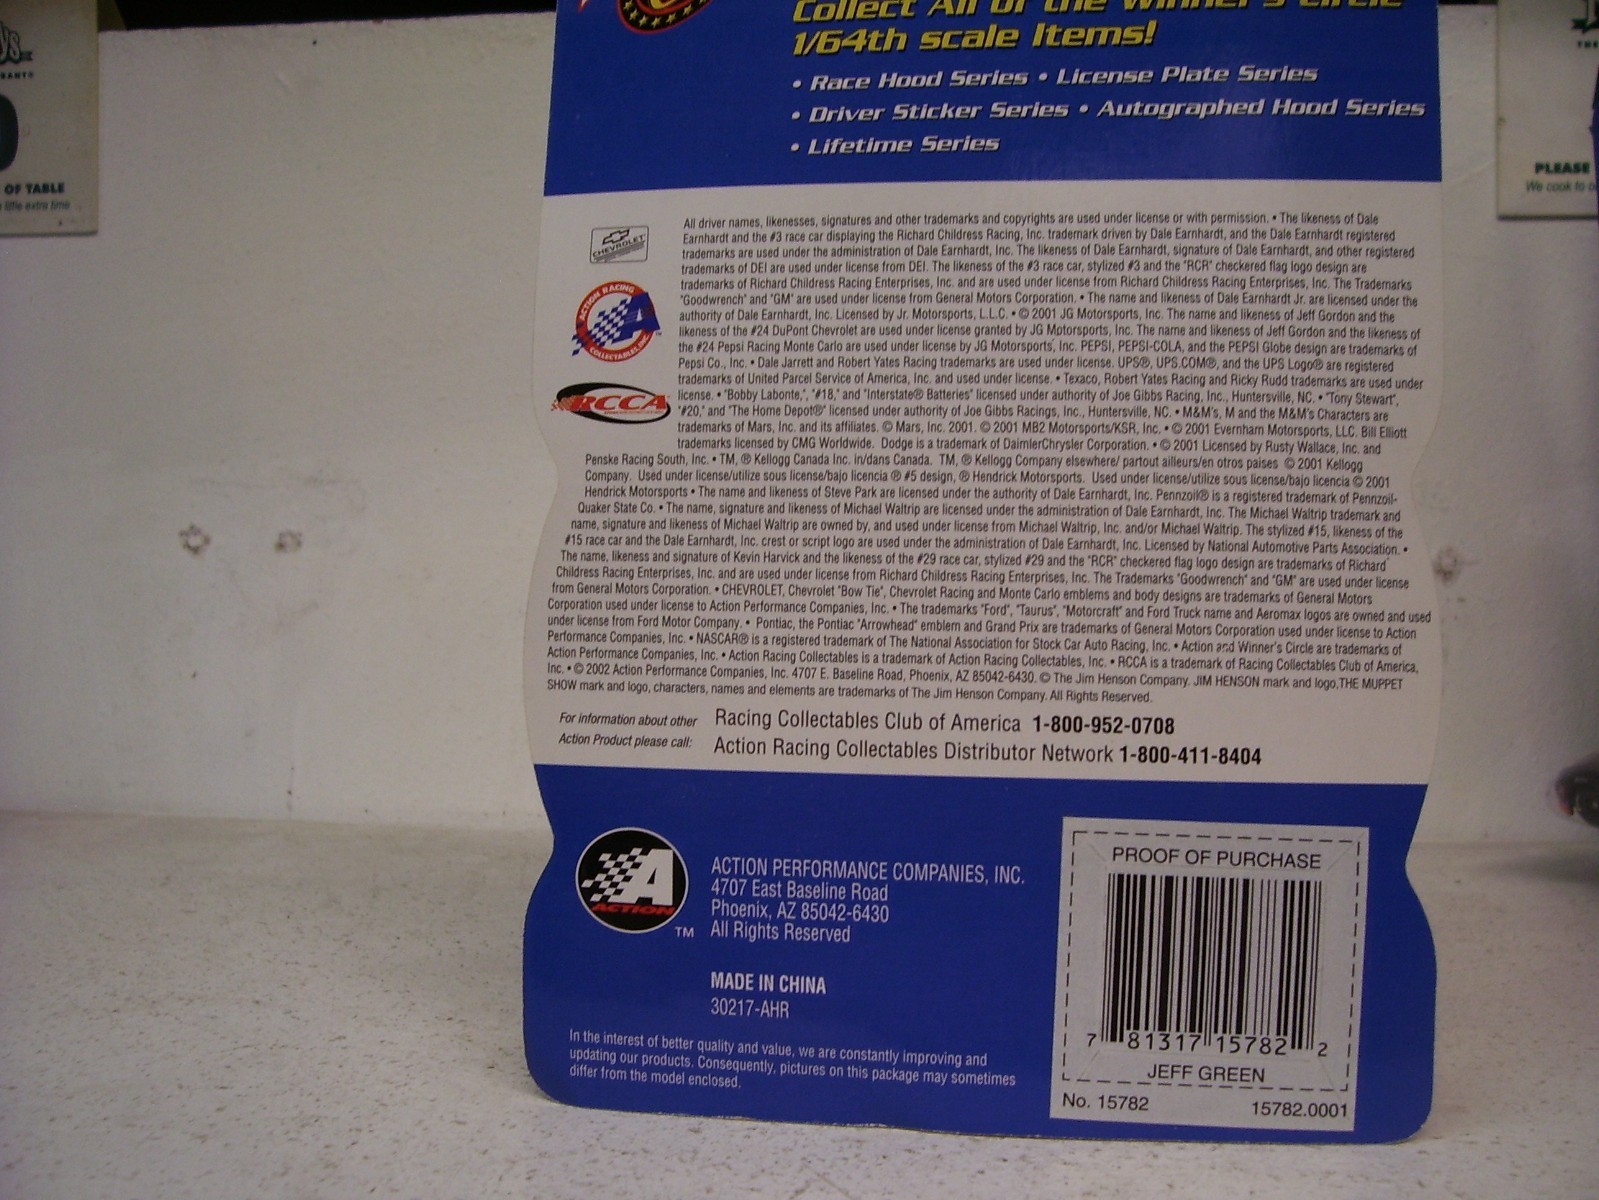 Collect All of the Winner's Circle
1/64th scale Items!
• Race Hood Series • License Plate Series
• Driver Sticker Series • Autographed Hood Series
• Lifetime Series
OF TABLE
little extra time
PLEASE
We cook to o
CHEVROLET
ACTION RACING
COLLECTABLES, INC.
RCCA
All driver names, likenesses, signatures and other trademarks and copyrights are used under license or with permission. • The likeness of Dale
Earnhardt and the #3 race car displaying the Richard Childress Racing, Inc. trademark driven by Dale Earnhardt, and the Dale Earnhardt registered
trademarks are used under the administration of Dale Earnhardt, Inc. The likeness of Dale Earnhardt, signature of Dale Earnhardt, and other registered
trademarks of DEI are used under license from DEI. The likeness of the #3 race car, stylized #3 and the "RCR" checkered flag logo design are
trademarks of Richard Childress Racing Enterprises, Inc. and are used under license from Richard Childress Racing Enterprises, Inc. The Trademarks
"Goodwrench" and "GM" are used under license from General Motors Corporation. • The name and likeness of Dale Earnhardt Jr. are licensed under the
authority of Dale Earnhardt, Inc. Licensed by Jr. Motorsports, L.L.C. • © 2001 JG Motorsports, Inc. The name and likeness of Jeff Gordon and the
likeness of the #24 DuPont Chevrolet are used under license granted by JG Motorsports, Inc. The name and likeness of Jeff Gordon and the likeness of
the #24 Pepsi Racing Monte Carlo are used under license by JG Motorsports, Inc. PEPSI, PEPSI-COLA, and the PEPSI Globe design are trademarks of
Pepsi Co., Inc. • Dale Jarrett and Robert Yates Racing trademarks are used under license. UPS®, UPS.COM®, and the UPS Logo® are registered
trademarks of United Parcel Service of America, Inc. and used under license. • Texaco, Robert Yates Racing and Ricky Rudd trademarks are used under
license. • "Bobby Labonte,", "#18," and "Interstate® Batteries" licensed under authority of Joe Gibbs Racing, Inc., Huntersville, NC. • "Tony Stewart",
"#20," and "The Home Depot®" licensed under authority of Joe Gibbs Racings, Inc., Huntersville, NC. • M&M's, M and the M&M's Characters are
trademarks of Mars, Inc. and its affiliates. © Mars, Inc. 2001. © 2001 MB2 Motorsports/KSR, Inc. • © 2001 Evernham Motorsports, LLC. Bill Elliott
trademarks licensed by CMG Worldwide. Dodge is a trademark of DaimlerChrysler Corporation. • © 2001 Licensed by Rusty Wallace, Inc. and
Penske Racing South, Inc. • TM, ® Kellogg Canada Inc. in/dans Canada. TM, ® Kellogg Company elsewhere/ partout ailleurs/en otros paises © 2001 Kellogg
Company. Used under license/utilize sous license/bajo licencia ® #5 design, ® Hendrick Motorsports. Used under license/utilize sous license/bajo licencia © 2001
Hendrick Motorsports • The name and likeness of Steve Park are licensed under the authority of Dale Earnhardt, Inc. Pennzoil® is a registered trademark of Pennzoil-
Quaker State Co. • The name, signature and likeness of Michael Waltrip are licensed under the administration of Dale Earnhardt, Inc. The Michael Waltrip trademark and
name, signature and likeness of Michael Waltrip are owned by, and used under license from Michael Waltrip, Inc. and/or Michael Waltrip. The stylized #15, likeness of the
#15 race car and the Dale Earnhardt, Inc. crest or script logo are used under the administration of Dale Earnhardt, Inc. Licensed by National Automotive Parts Association. •
The name, likeness and signature of Kevin Harvick and the likeness of the #29 race car, stylized #29 and the "RCR" checkered flag logo design are trademarks of Richard
Childress Racing Enterprises, Inc. and are used under license from Richard Childress Racing Enterprises, Inc. The Trademarks "Goodwrench" and "GM" are used under license
from General Motors Corporation. • CHEVROLET, Chevrolet "Bow Tie", Chevrolet Racing and Monte Carlo emblems and body designs are trademarks of General Motors
Corporation used under license to Action Performance Companies, Inc. • The trademarks "Ford", "Taurus", "Motorcraft" and Ford Truck name and Aeromax logos are owned and used
under license from Ford Motor Company. • Pontiac, the Pontiac "Arrowhead" emblem and Grand Prix are trademarks of General Motors Corporation used under license to Action
Performance Companies, Inc. • NASCAR® is a registered trademark of The National Association for Stock Car Auto Racing, Inc. • Action and Winner's Circle are trademarks of
Action Performance Companies, Inc. • Action Racing Collectables is a trademark of Action Racing Collectables, Inc. • RCCA is a trademark of Racing Collectables Club of America,
Inc. • © 2002 Action Performance Companies, Inc. 4707 E. Baseline Road, Phoenix, AZ 85042-6430. © The Jim Henson Company. JIM HENSON mark and logo,THE MUPPET
SHOW mark and logo, characters, names and elements are trademarks of The Jim Henson Company. All Rights Reserved.
For information about other Racing Collectables Club of America 1-800-952-0708
Action Product please call: Action Racing Collectables Distributor Network 1-800-411-8404
A
ACTION
TM
ACTION PERFORMANCE COMPANIES, INC.
4707 East Baseline Road
Phoenix, AZ 85042-6430
All Rights Reserved
MADE IN CHINA
30217-AHR
In the interest of better quality and value, we are constantly improving and
updating our products. Consequently, pictures on this package may sometimes
differ from the model enclosed.
PROOF OF PURCHASE
7 81317 15782 2
JEFF GREEN
No. 15782 15782.0001